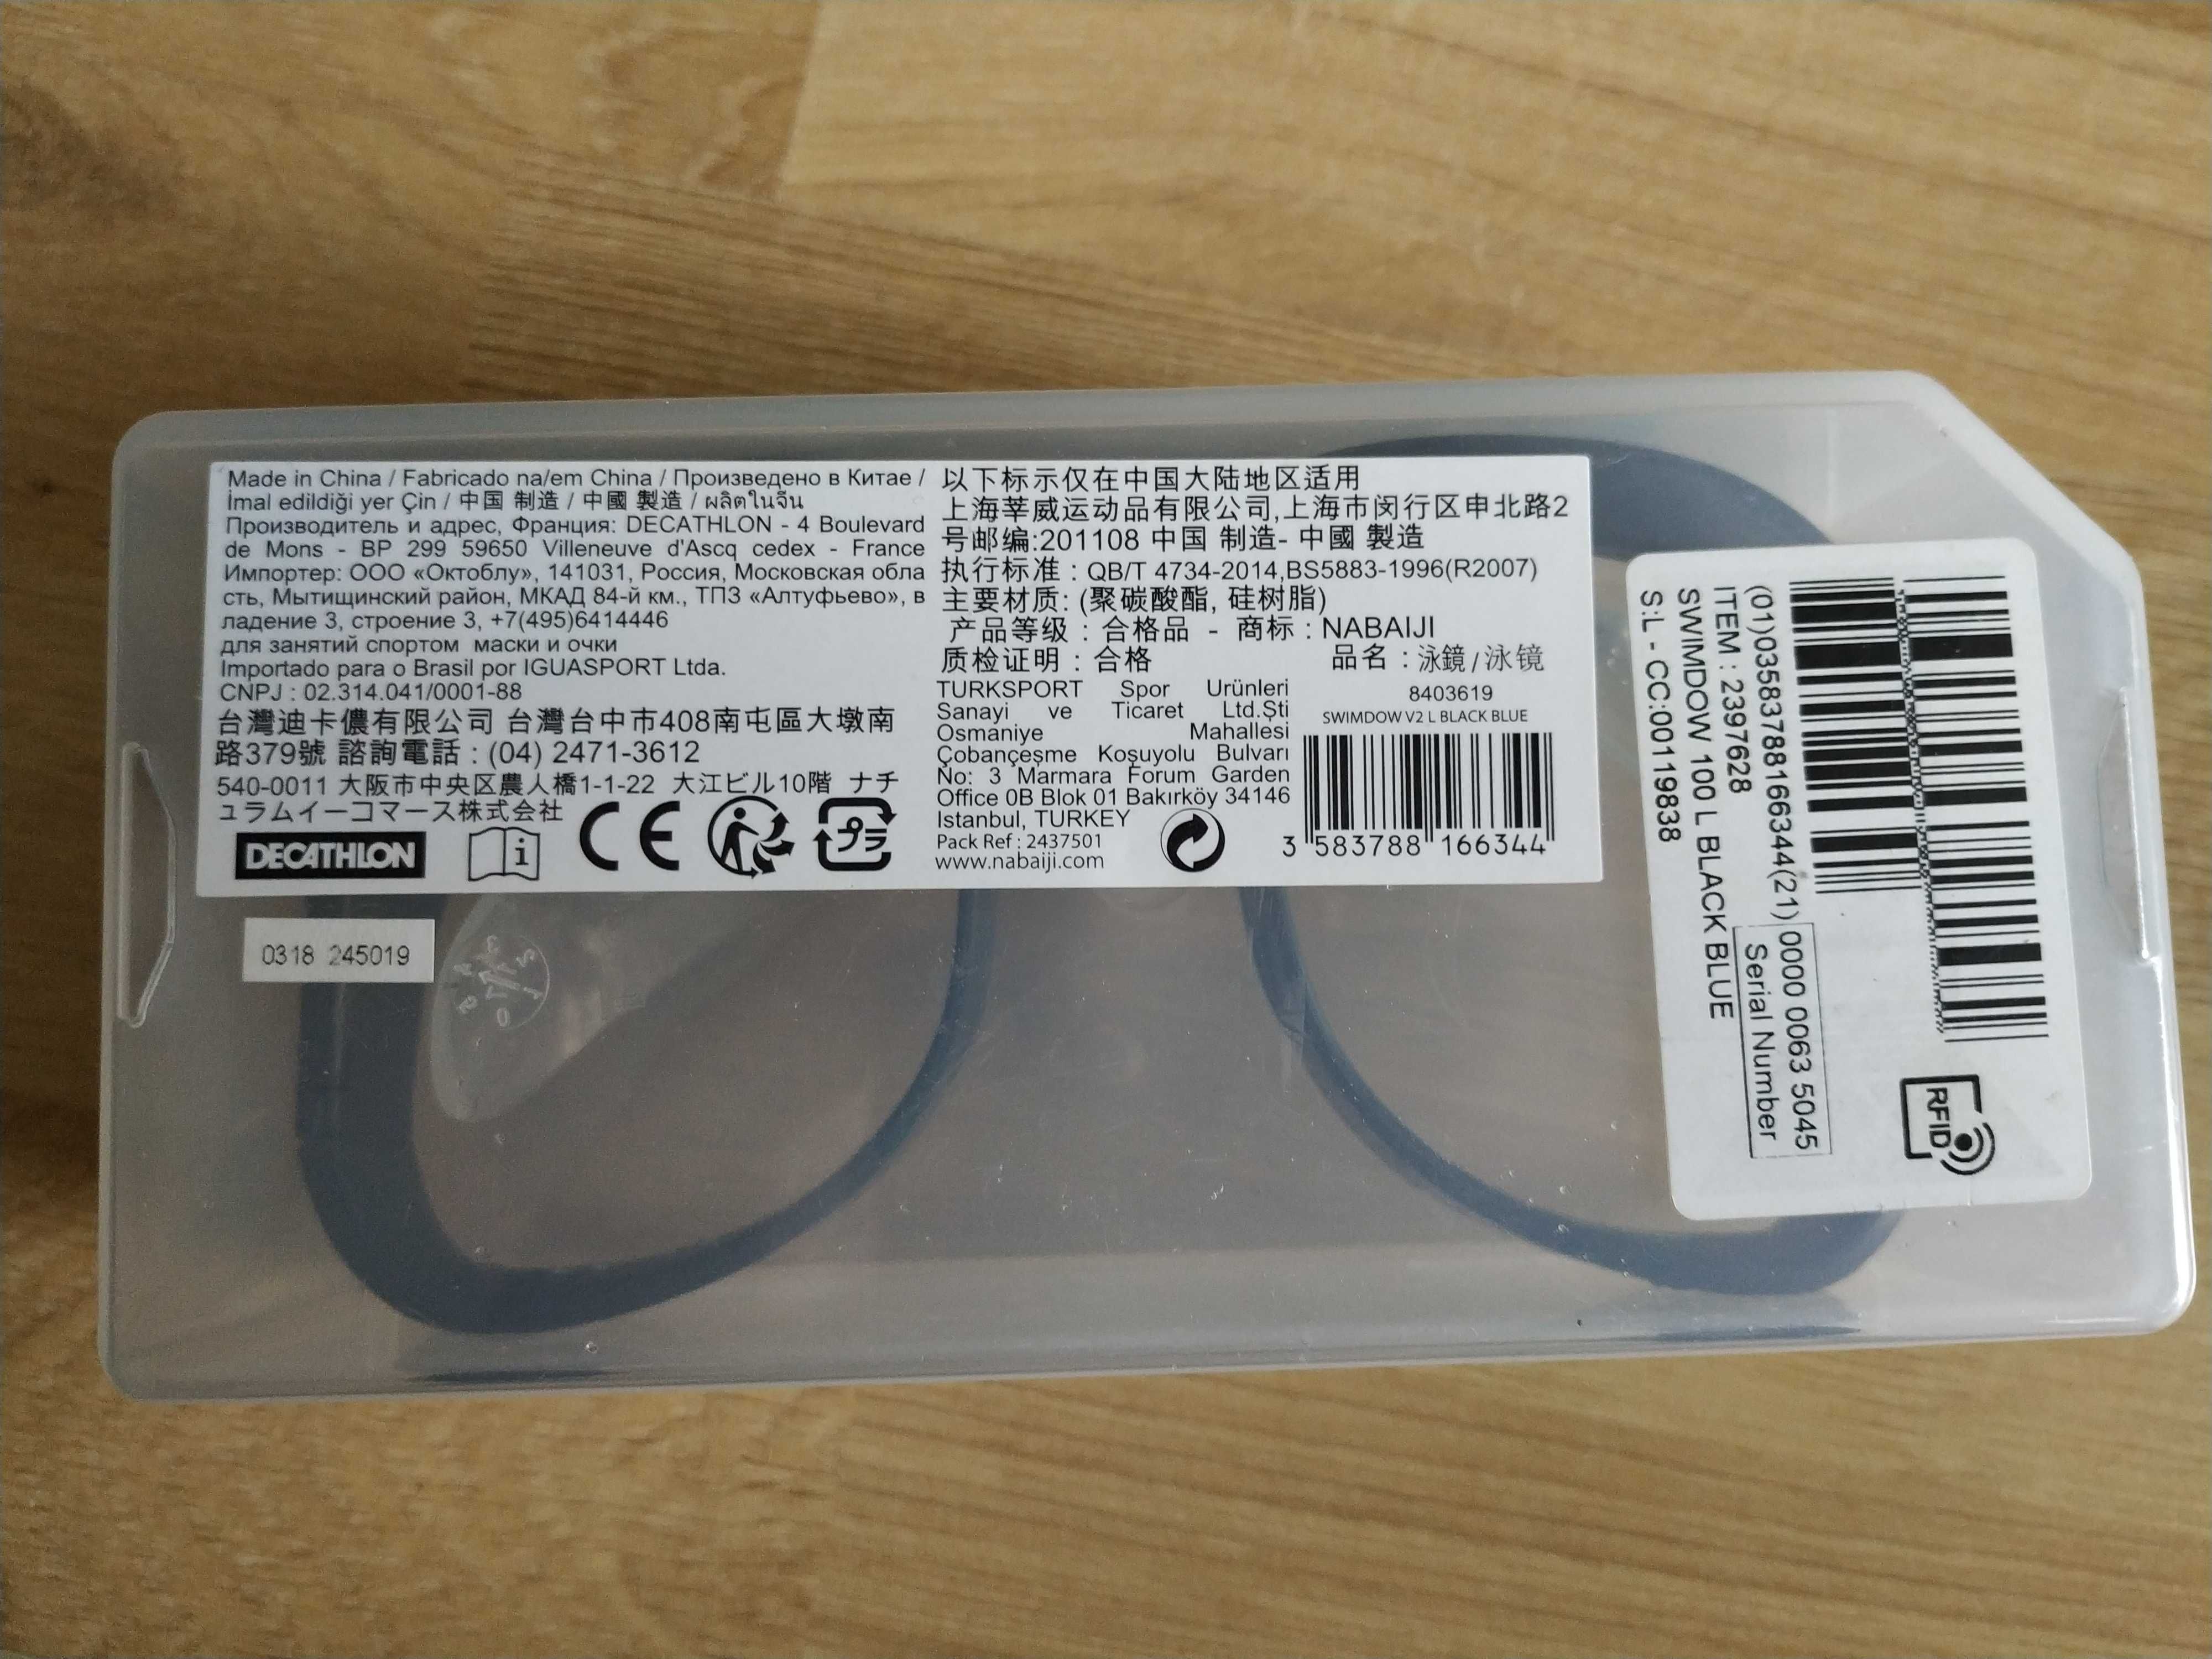 Made in China / Fabricado na/em China / Произведено в Китае /
İmal edildiği yer Çin / 中国 制造 / 中國 製造 / ผลิตในจีน
Производитель и адрес, Франция: DECATHLON - 4 Boulevard
de Mons - BP 299 59650 Villeneuve d'Ascq cedex - France
Импортер: ООО «Октоблу», 141031, Россия, Московская обла
сть, Мытищинский район, МКАД 84-й км., ТПЗ «Алтуфьево», в
ладение 3, строение 3, +7(495)6414446
для занятий спортом маски и очки
Importado para o Brasil por IGUASPORT Ltda.
CNPJ : 02.314.041/0001-88
台灣迪卡儂有限公司 台灣台中市408南屯區大墩南
路379號 諮詢電話 : (04) 2471-3612
540-0011 大阪市中央区農人橋1-1-22 大江ビル10階 ナチ
ュラムイーコマース株式会社
DECATHLON
i
CE
プラ
以下标示仅在中国大陆地区适用
上海莘威运动品有限公司,上海市闵行区申北路2
号邮编:201108 中国 制造- 中國 製造
执行标准 : QB/T 4734-2014,BS5883-1996(R2007)
主要材质: (聚碳酸酯, 硅树脂)
产品等级 : 合格品 - 商标 : NABAIJI
质检证明 : 合格 品名 : 泳鏡/泳镜
TURKSPORT Spor Urünleri
Sanayi ve Ticaret Ltd.Şti
Osmaniye Mahallesi
Çobançeşme Koşuyolu Bulvarı
No: 3 Marmara Forum Garden
Office 0B Blok 01 Bakırköy 34146
Istanbul, TURKEY
Pack Ref : 2437501
www.nabaiji.com
8403619
SWIMDOW V2 L BLACK BLUE
3 583788 166344
0318 245019
(01)03583788166344(21) 0000 0063 5045
Serial Number
ITEM : 2397628
SWIMDOW 100 L BLACK BLUE
S:L - CC:00119838
RFID